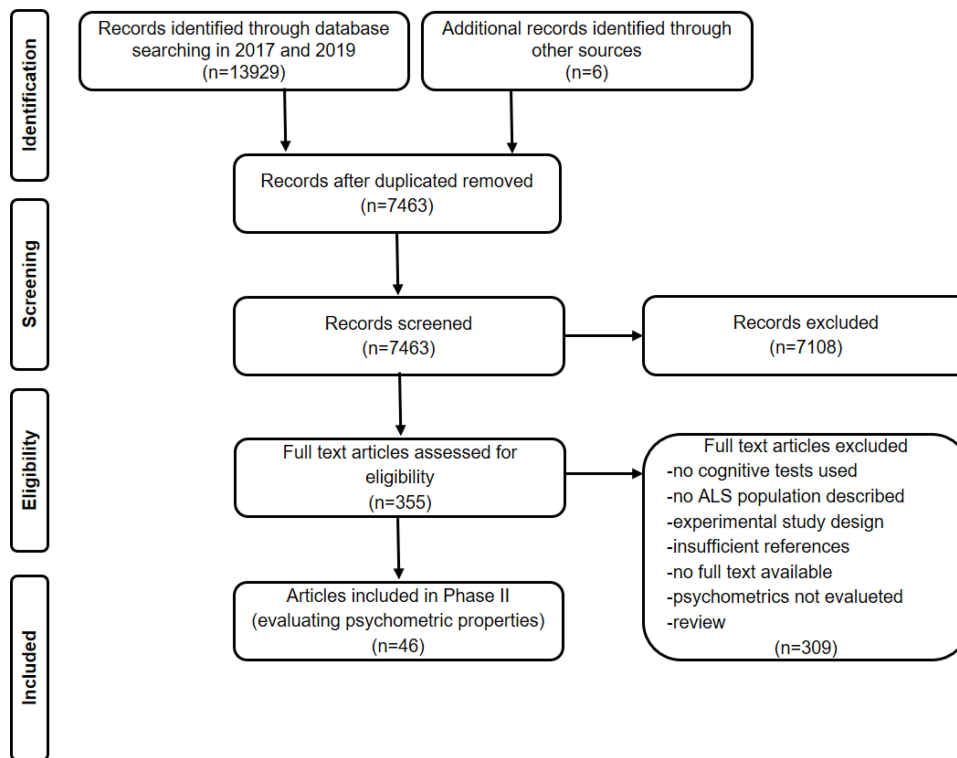 Identification
Records identified through database
searching in 2017 and 2019
(n=13929)
Additional records identified through
other sources
(n=6)
Records after duplicated removed
(n=7463)
Screening
Records screened
(n=7463)
Records excluded
(n=7108)
Eligibility
Full text articles assessed for
eligibility
(n=355)
Full text articles excluded
-no cognitive tests used
-no ALS population described
-experimental study design
-insufficient references
-no full text available
-psychometrics not evalueted
-review
(n=309)
Included
Articles included in Phase II
(evaluating psychometric properties)
(n=46)